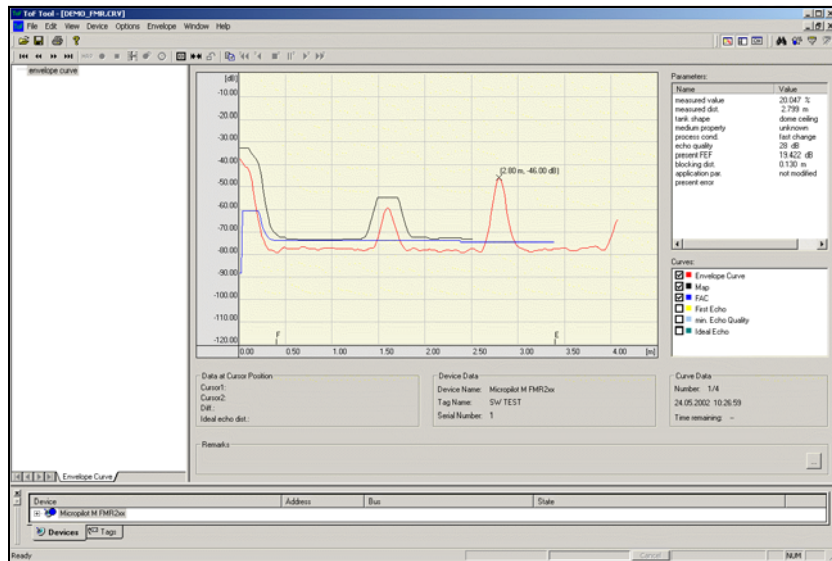 ToF Tool - [DEMO_FMR.CRV]
File Edit View Device Options Envelope Window Help
envelope curve
[dB]
-10.00
-20.00
-30.00
-40.00
-50.00
-60.00
-70.00
-80.00
-90.00
-100.00
-110.00
-120.00
[2.80 m, -46.00 dB]
F
E
0.00 0.50 1.00 1.50 2.00 2.50 3.00 3.50 4.00 [m]
Parameters:
Name Value
measured value 20.047 %
measured dist. 2.799 m
tank shape dome ceiling
medium property unknown
process cond. fast change
echo quality 28 dB
present FEF 19.422 dB
blocking dist. 0.130 m
application par. not modified
present error
Curves:
Envelope Curve
Map
FAC
First Echo
min. Echo Quality
Ideal Echo
Data at Cursor Position
Cursor1:
Cursor2:
Diff.:
Ideal echo dist.:
Device Data
Device Name: Micropilot M FMR2xx
Tag Name: SW TEST
Serial Number: 1
Curve Data
Number: 1/4
24.05.2002 10:26:59
Time remaining: --
Remarks
...
Envelope Curve
Device Address Bus State
Micropilot M FMR2xx
Devices Tags
Ready Cancel NUM